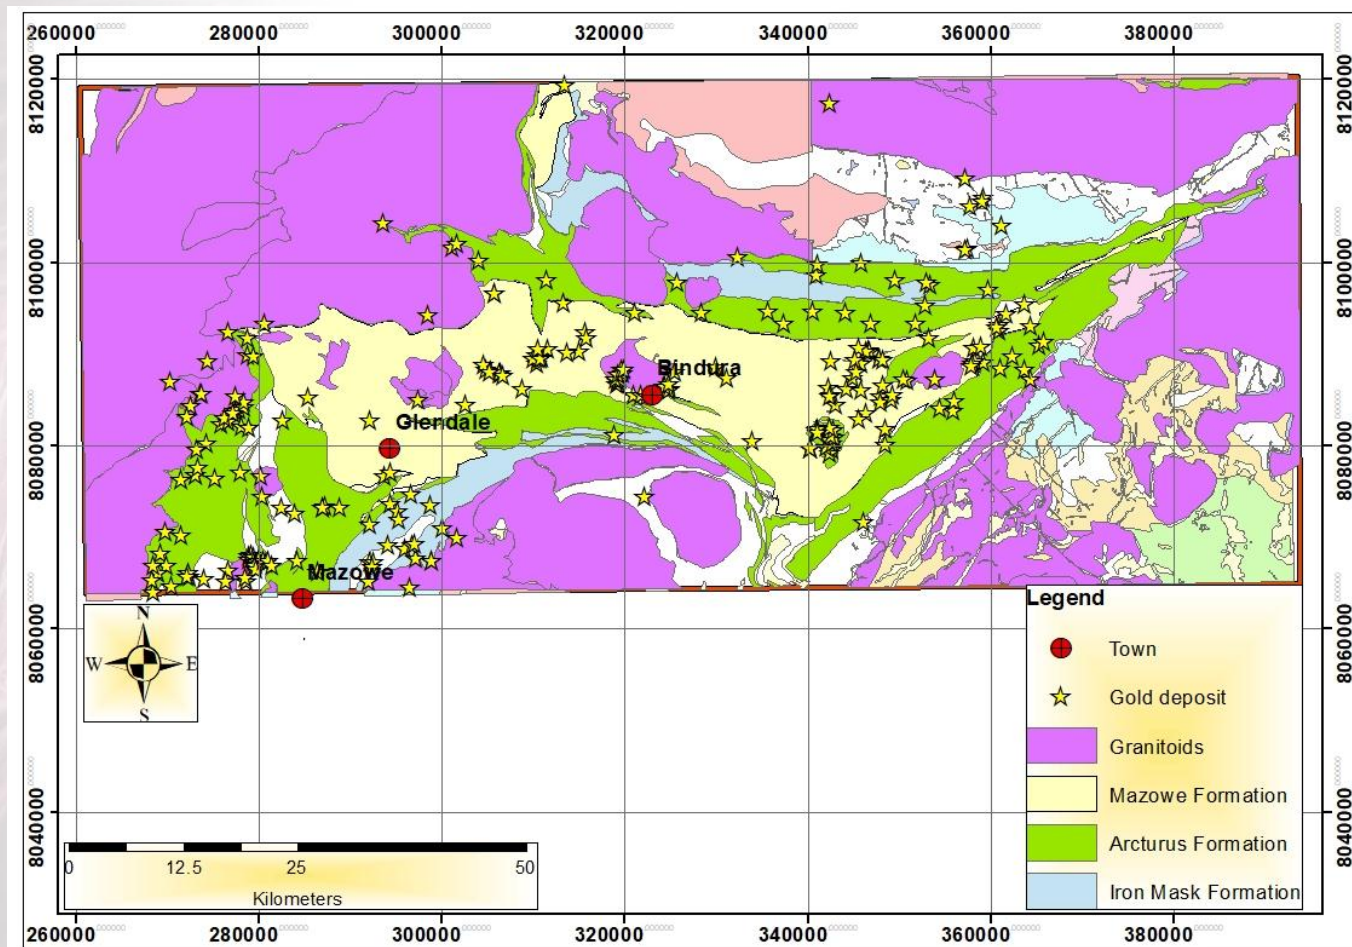 260000 280000 300000 320000 340000 360000 380000
8120000 8120000
8100000 8100000
Bindura
Glendale
8080000 8080000
Mazowe
Legend
N
W E
S
8060000 8060000
Town
Gold deposit
Granitoids
Mazowe Formation
8040000 8040000
Arcturus Formation
0 12.5 25 50
Iron Mask Formation
Kilometers
260000 280000 300000 320000 340000 360000 380000